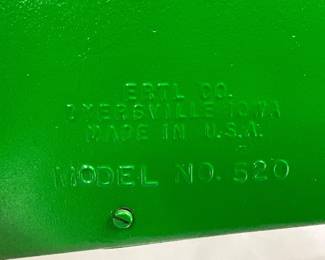 ERTL CO.
DYERSVILLE IOWA
MADE IN U.S.A.
MODEL NO. 520